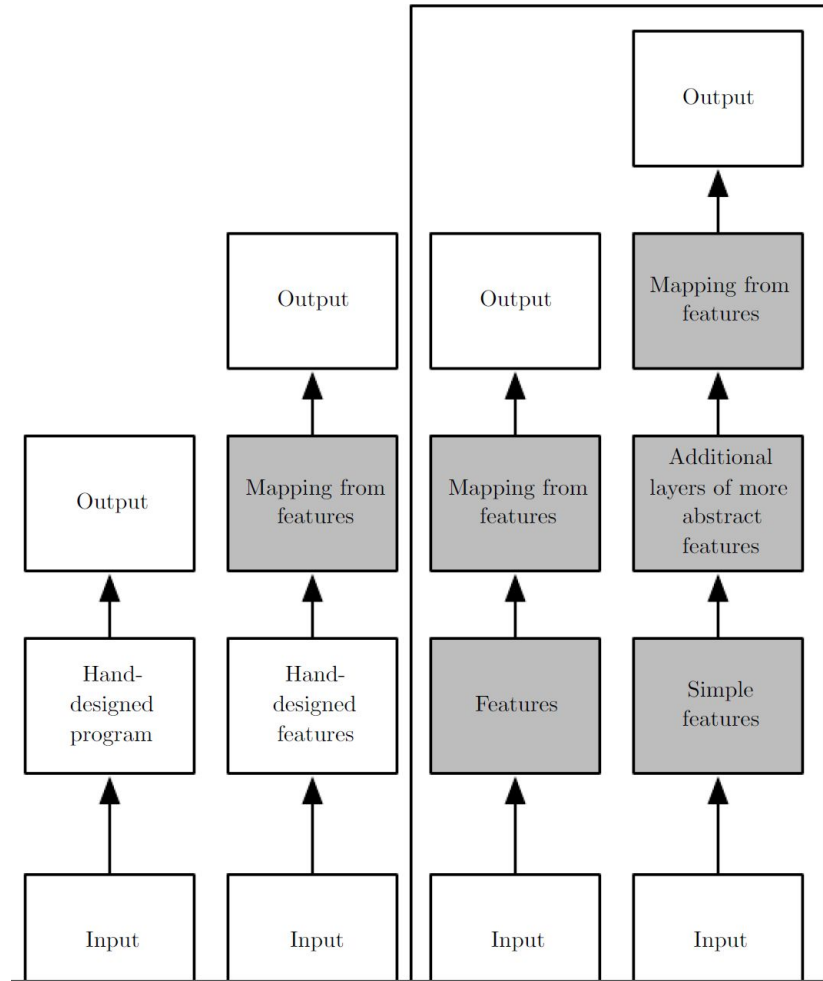 Output
Output
Output
Mapping from
features
Output
Mapping from
features
Mapping from
features
Additional
layers of more
abstract
features
Hand-
designed
program
Hand-
designed
features
Features
Simple
features
Input
Input
Input
Input